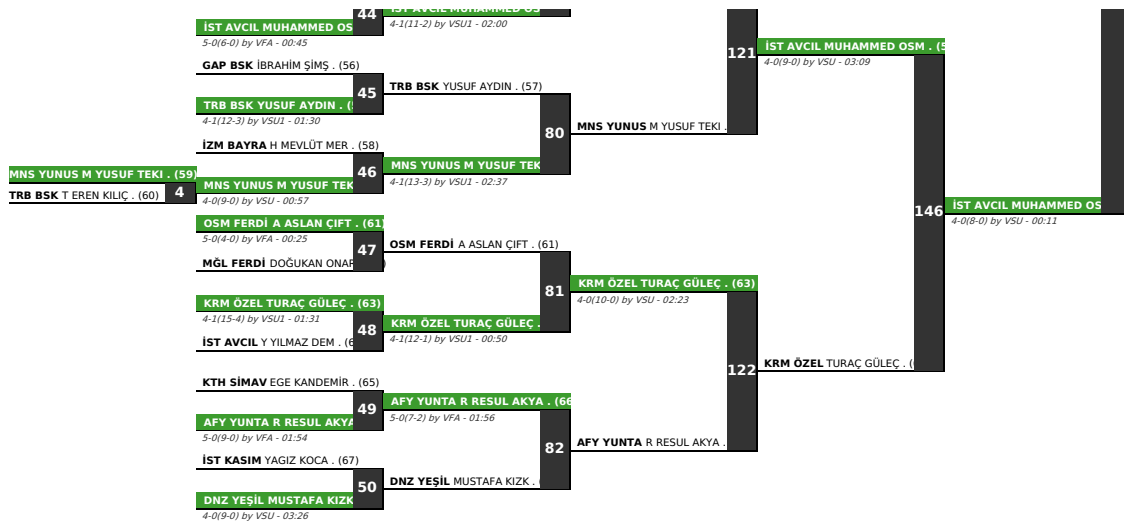 44
İST AVCIL MUHAMMED OS
5-0(6-0) by VFA - 00:45
4-1(11-2) by VSU1 - 02:00
GAP BSK İBRAHİM ŞİMŞ . (56)
45
TRB BSK YUSUF AYDIN . (
4-1(12-3) by VSU1 - 01:30
TRB BSK YUSUF AYDIN . (57)
İZM BAYRA H MEVLÜT MER . (58)
46
MNS YUNUS M YUSUF TEKI . (59)
TRB BSK T EREN KILIÇ . (60)
4
MNS YUNUS M YUSUF TEK
4-0(9-0) by VSU - 00:57
80
MNS YUNUS M YUSUF TEK
4-1(13-3) by VSU1 - 02:37
MNS YUNUS M YUSUF TEKI .
121
İST AVCIL MUHAMMED OSM . (5
4-0(9-0) by VSU - 03:09
OSM FERDİ A ASLAN ÇIFT . (61)
5-0(4-0) by VFA - 00:25
47
MĞL FERDİ DOĞUKAN ONAR
OSM FERDİ A ASLAN ÇIFT . (61)
81
KRM ÖZEL TURAÇ GÜLEÇ . (63)
4-1(15-4) by VSU1 - 01:31
48
İST AVCIL Y YILMAZ DEM . (6
KRM ÖZEL TURAÇ GÜLEÇ .
4-1(12-1) by VSU1 - 00:50
KRM ÖZEL TURAÇ GÜLEÇ . (63)
4-0(10-0) by VSU - 02:23
146
İST AVCIL MUHAMMED OS
4-0(8-0) by VSU - 00:11
KTH SİMAV EGE KANDEMİR . (65)
49
AFY YUNTA R RESUL AKYA
5-0(9-0) by VFA - 01:54
AFY YUNTA R RESUL AKYA . (66
5-0(7-2) by VFA - 01:56
82
122
KRM ÖZEL TURAÇ GÜLEÇ . (
AFY YUNTA R RESUL AKYA .
İST KASIM YAGIZ KOCA . (67)
50
DNZ YEŞİL MUSTAFA KIZK
4-0(9-0) by VSU - 03:26
DNZ YEŞİL MUSTAFA KIZK . (